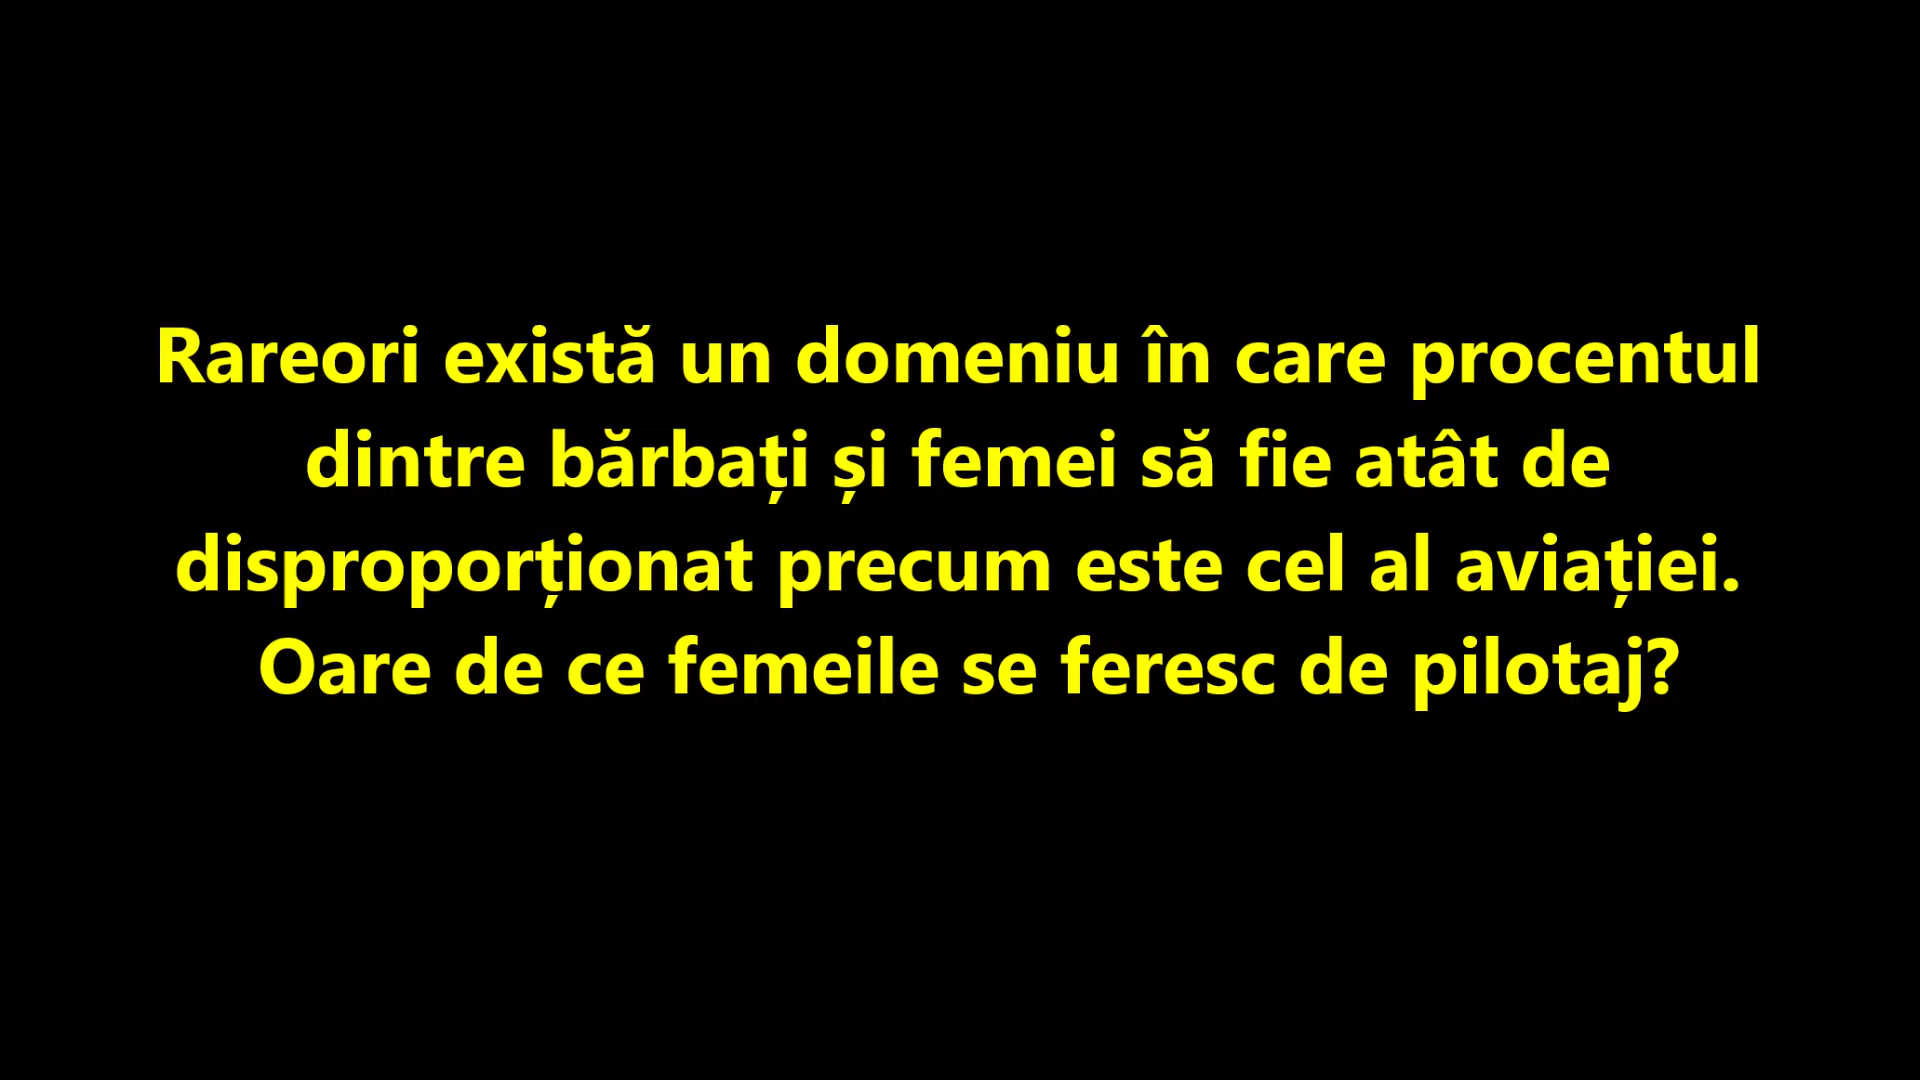 Rareori există un domeniu în care procentul
dintre bărbați și femei să fie atât de
disproporționat precum este cel al aviației.
Oare de ce femeile se feresc de pilotaj?